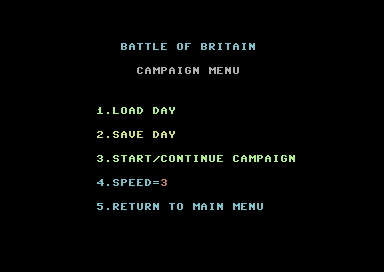 BATTLE OF BRITAIN
CAMPAIGN MENU
1.LOAD DAY
2.SAVE DAY
3.START/CONTINUE CAMPAIGN
4.SPEED=3
5.RETURN TO MAIN MENU